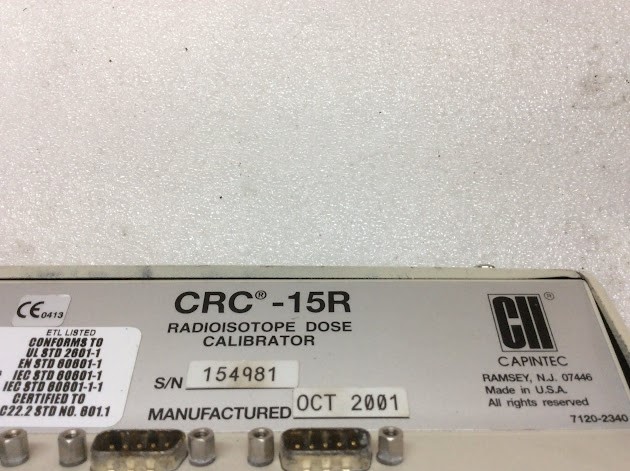 CE 0413
ETL LISTED
CONFORMS TO
UL STD 2601-1
EN STD 60601-1
IEC STD 60601-1
IEC STD 60601-1-1
CERTIFIED TO
C22.2 STD NO. 601.1
CRC® -15R
RADIOISOTOPE DOSE
CALIBRATOR
S/N 154981
MANUFACTURED OCT 2001
®
CAPINTEC
RAMSEY, N.J. 07446
Made in U.S.A.
All rights reserved
7120-2340